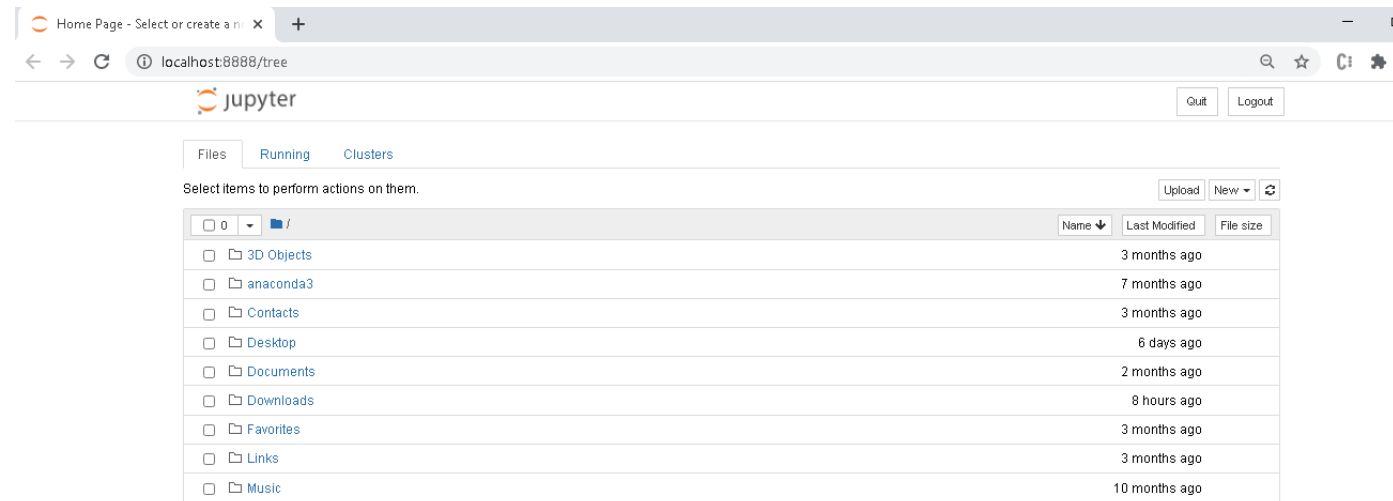 Home Page - Select or create a n
localhost:8888/tree
jupyter
Quit Logout
Files Running Clusters
Select items to perform actions on them.
Upload New
0 / Name Last Modified File size
3D Objects 3 months ago
anaconda3 7 months ago
Contacts 3 months ago
Desktop 6 days ago
Documents 2 months ago
Downloads 8 hours ago
Favorites 3 months ago
Links 3 months ago
Music 10 months ago